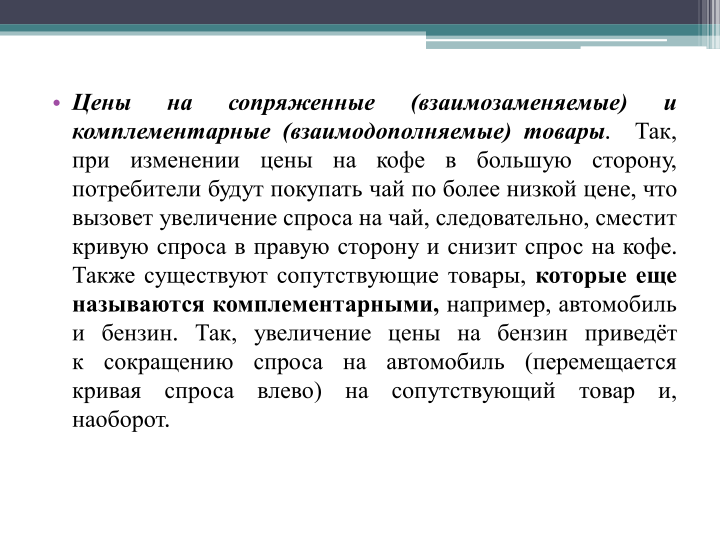 • Цены на сопряженные (взаимозаменяемые) и
комплементарные (взаимодополняемые) товары. Так,
при изменении цены на кофе в большую сторону,
потребители будут покупать чай по более низкой цене, что
вызовет увеличение спроса на чай, следовательно, сместит
кривую спроса в правую сторону и снизит спрос на кофе.
Также существуют сопутствующие товары, которые еще
называются комплементарными, например, автомобиль
и бензин. Так, увеличение цены на бензин приведёт
к сокращению спроса на автомобиль (перемещается
кривая спроса влево) на сопутствующий товар и,
наоборот.